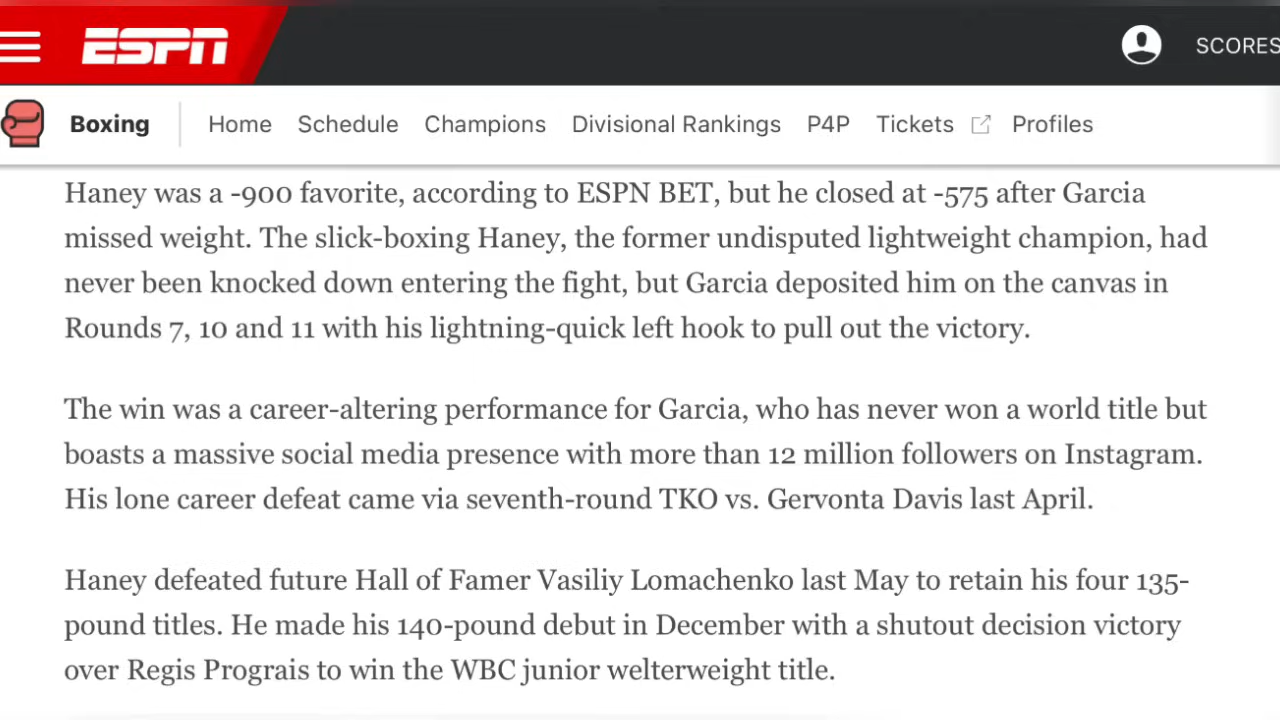 ESPN
SCORES
Boxing
Home
Schedule
Champions
Divisional Rankings
P4P
Tickets
Profiles
Haney was a -900 favorite, according to ESPN BET, but he closed at -575 after Garcia
missed weight. The slick-boxing Haney, the former undisputed lightweight champion, had
never been knocked down entering the fight, but Garcia deposited him on the canvas in
Rounds 7, 10 and 11 with his lightning-quick left hook to pull out the victory.
The win was a career-altering performance for Garcia, who has never won a world title but
boasts a massive social media presence with more than 12 million followers on Instagram.
His lone career defeat came via seventh-round TKO vs. Gervonta Davis last April.
Haney defeated future Hall of Famer Vasiliy Lomachenko last May to retain his four 135-
pound titles. He made his 140-pound debut in December with a shutout decision victory
over Regis Prograis to win the WBC junior welterweight title.